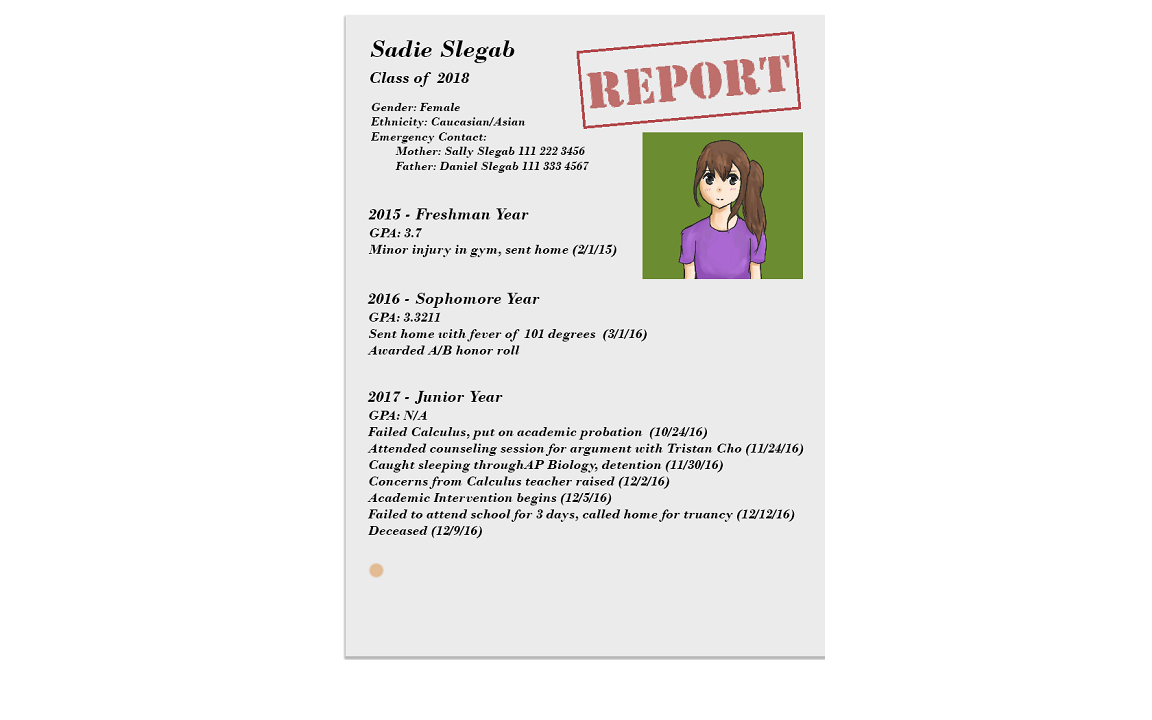 Sadie Slegab
REPORT
Class of 2018
Gender: Female
Ethnicity: Caucasian/Asian
Emergency Contact:
Mother: Sally Slegab 111 222 3456
Father: Daniel Slegab 111 333 4567
2015 - Freshman Year
GPA: 3.7
Minor injury in gym, sent home (2/1/15)
2016 - Sophomore Year
GPA: 3.3211
Sent home with fever of 101 degrees (3/1/16)
Awarded A/B honor roll
2017 - Junior Year
GPA: N/A
Failed Calculus, put on academic probation (10/24/16)
Attended counseling session for argument with Tristan Cho (11/24/16)
Caught sleeping throughAP Biology, detention (11/30/16)
Concerns from Calculus teacher raised (12/2/16)
Academic Intervention begins (12/5/16)
Failed to attend school for 3 days, called home for truancy (12/12/16)
Deceased (12/9/16)